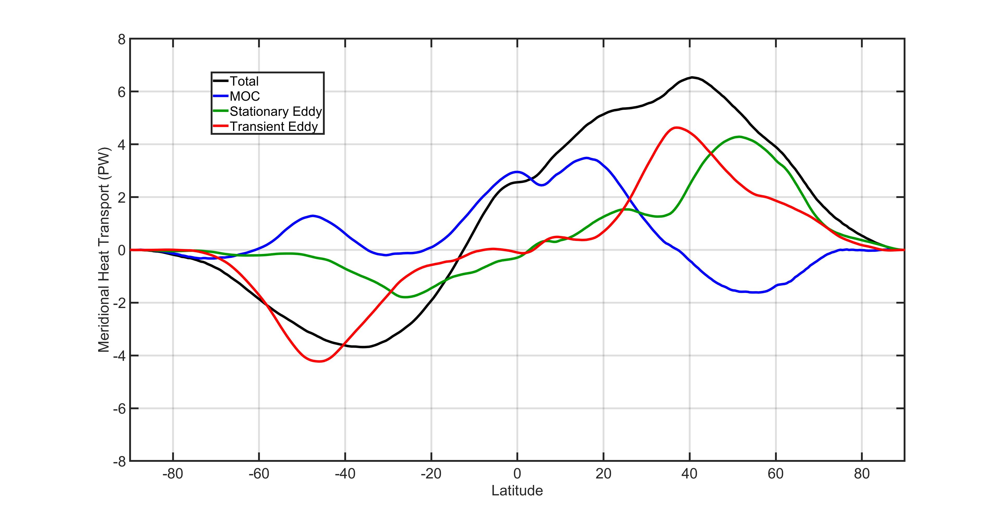 8
6
4
2
0
-2
-4
-6
-8
Meridional Heat Transport (PW)
Total
MOC
Stationary Eddy
Transient Eddy
-80 -60 -40 -20 0 20 40 60 80
Latitude